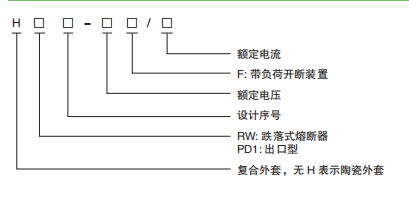 H □ □ - □ □ / □
额定电流
F: 带负荷开断装置
额定电压
设计序号
RW: 跌落式熔断器
PD1: 出口型
复合外套，无 H 表示陶瓷外套